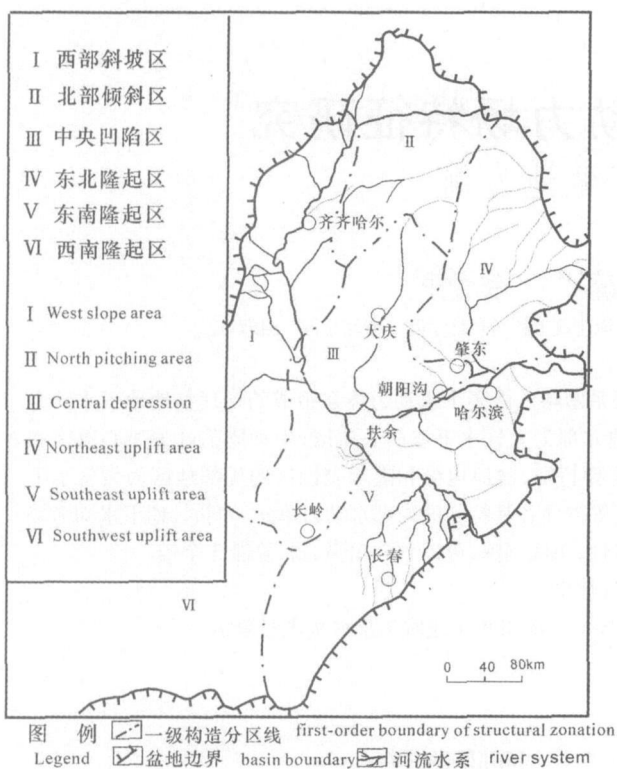 Ⅰ 西部斜坡区
Ⅱ 北部倾斜区
Ⅲ 中央凹陷区
Ⅳ 东北隆起区
Ⅴ 东南隆起区
Ⅵ 西南隆起区
Ⅰ West slope area
Ⅱ North pitching area
Ⅲ Central depression
Ⅳ Northeast uplift area
Ⅴ Southeast uplift area
Ⅵ Southwest uplift area
Ⅱ
齐齐哈尔
Ⅳ
Ⅰ
大庆
Ⅲ
肇东
朝阳沟
哈尔滨
扶余
Ⅴ
长岭
长春
Ⅵ
0 40 80km
图 例 一级构造分区线 first-order boundary of structural zonation
Legend 盆地边界 basin boundary 河流水系 river system